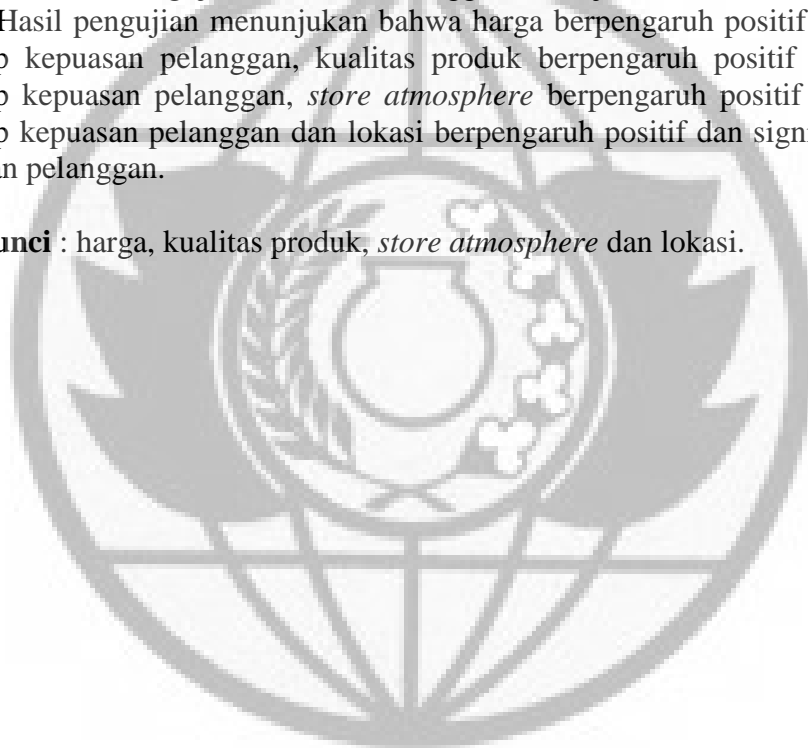 Hasil pengujian menunjukan bahwa harga berpengaruh positif
p kepuasan pelanggan, kualitas produk berpengaruh positif
p kepuasan pelanggan, store atmosphere berpengaruh positif
p kepuasan pelanggan dan lokasi berpengaruh positif dan sign
an pelanggan.
unci : harga, kualitas produk, store atmosphere dan lokasi.